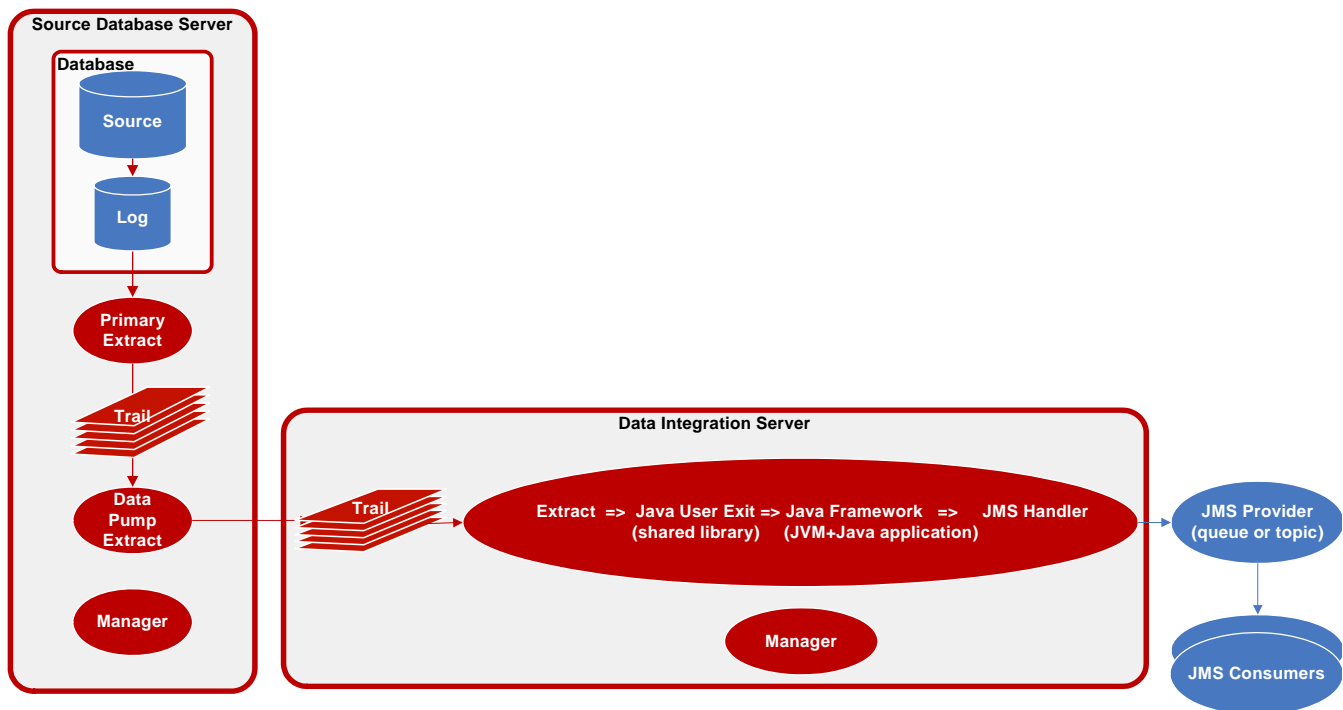 Source Database Server
Database
Source
Log
Primary
Extract
Trail
Data
Pump
Extract
Manager
Data Integration Server
Trail
Extract => Java User Exit => Java Framework => JMS Handler
(shared library) (JVM+Java application)
Manager
JMS Provider
(queue or topic)
JMS Consumers